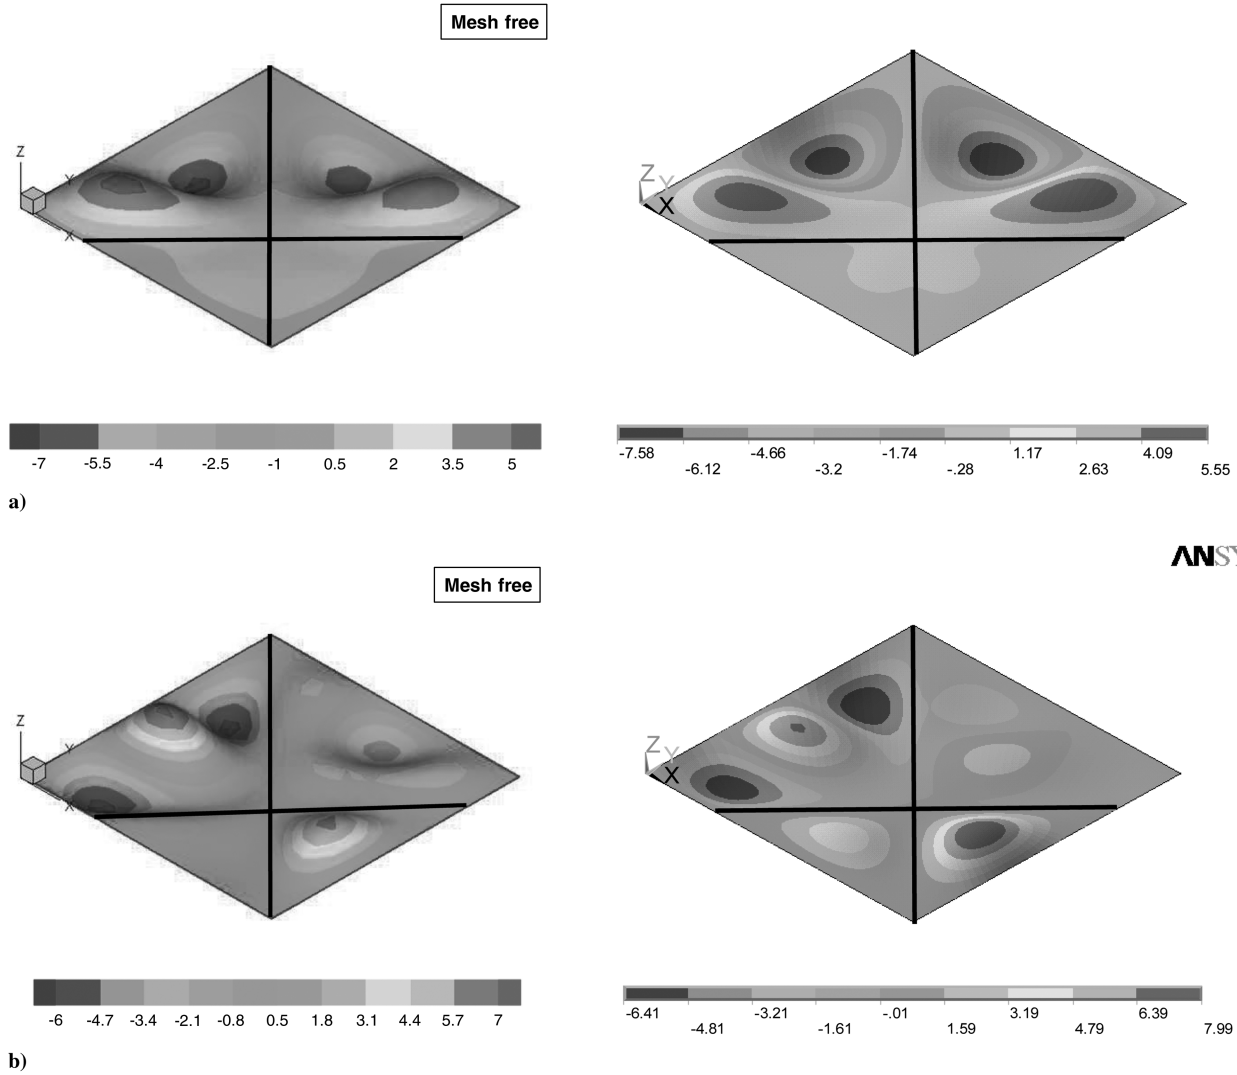 Mesh free
Z
Y
X
Z
Y
X
-7 -5.5 -4 -2.5 -1 0.5 2 3.5 5
-7.58 -4.66 -1.74 1.17 4.09
-6.12 -3.2 -.28 2.63 5.55
a)
ANSY
Mesh free
Z
Y
X
Z
Y
X
-6 -4.7 -3.4 -2.1 -0.8 0.5 1.8 3.1 4.4 5.7 7
-6.41 -3.21 -.01 3.19 6.39
-4.81 -1.61 1.59 4.79 7.99
b)